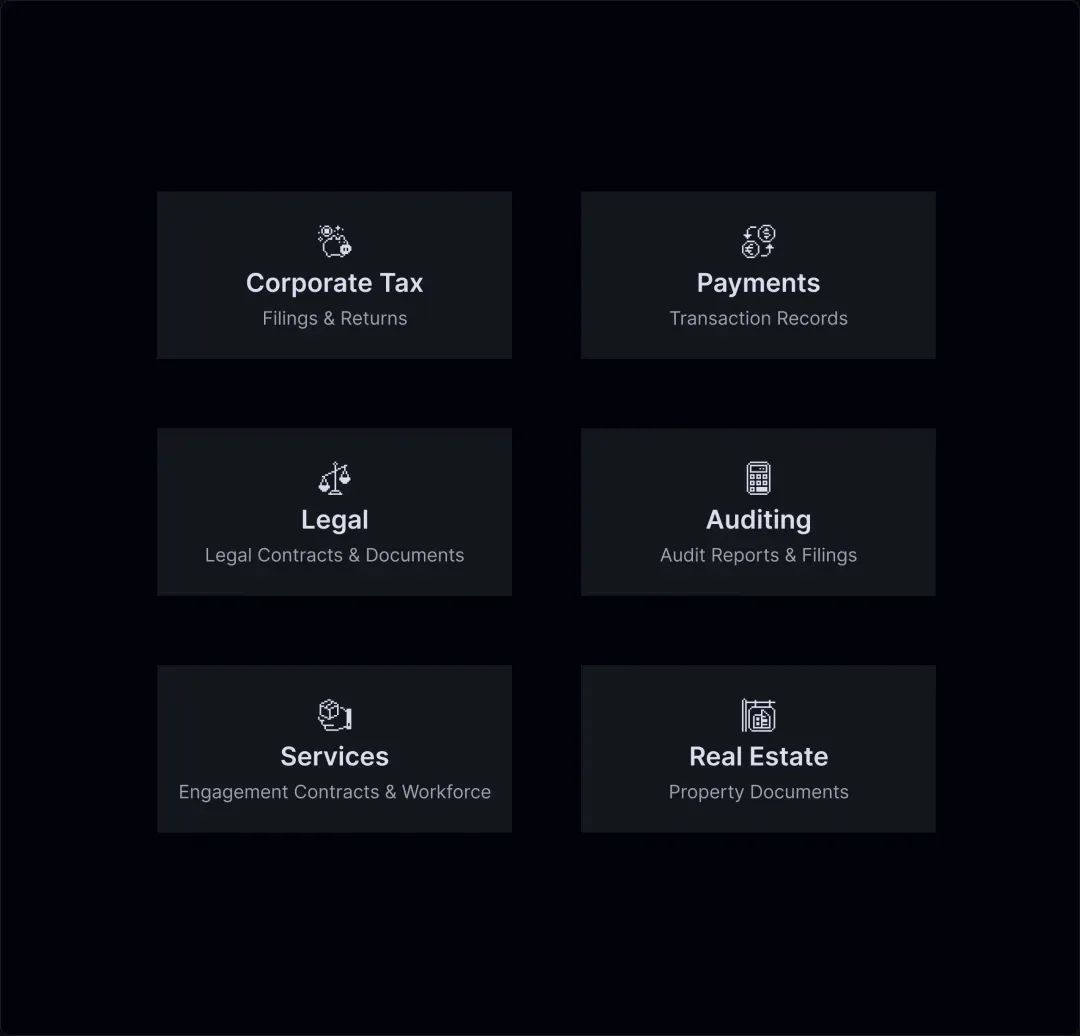 Corporate Tax
Filings & Returns
Payments
Transaction Records
Legal
Legal Contracts & Documents
Auditing
Audit Reports & Filings
Services
Engagement Contracts & Workforce
Real Estate
Property Documents